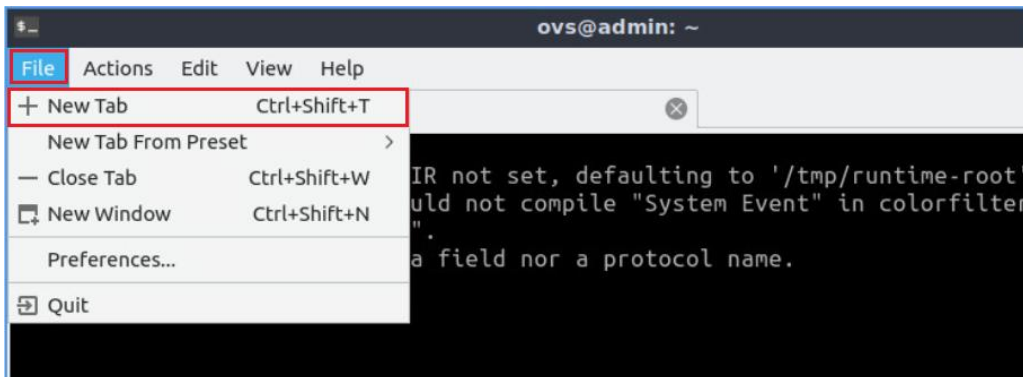 $_ ovs@admin: ~
File Actions Edit View Help
New Tab Ctrl+Shift+T
New Tab From Preset
Close Tab Ctrl+Shift+W
New Window Ctrl+Shift+N
Preferences...
Quit
IR not set, defaulting to '/tmp/runtime-root'
uld not compile "System Event" in colorfilter
".
a field nor a protocol name.